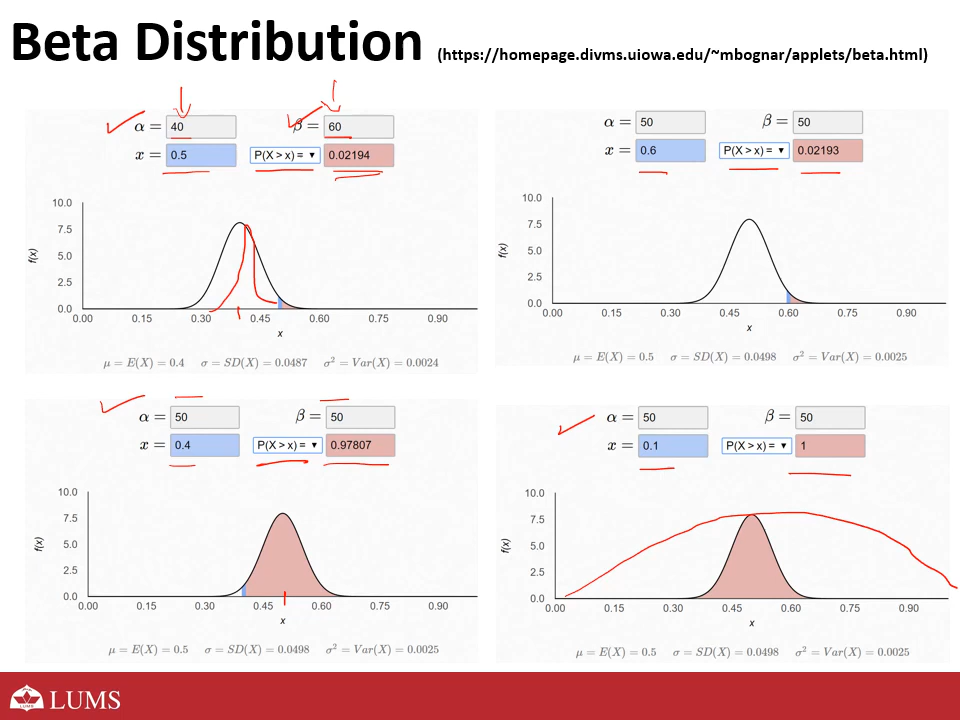 Beta Distribution (https://homepage.divms.uiowa.edu/~mbognar/applets/beta.html)
α = 40 β = 60
x = 0.5 P(X > x) = 0.02194
10.0
7.5
5.0
2.5
0.0
f(x)
0.00 0.15 0.30 0.45 0.60 0.75 0.90
x
μ = E(X) = 0.4 σ = SD(X) = 0.0487 σ² = Var(X) = 0.0024
α = 50 β = 50
x = 0.6 P(X > x) = 0.02193
10.0
7.5
5.0
2.5
0.0
f(x)
0.00 0.15 0.30 0.45 0.60 0.75 0.90
x
μ = E(X) = 0.5 σ = SD(X) = 0.0498 σ² = Var(X) = 0.0025
α = 50 β = 50
x = 0.4 P(X > x) = 0.97807
10.0
7.5
5.0
2.5
0.0
f(x)
0.00 0.15 0.30 0.45 0.60 0.75 0.90
x
μ = E(X) = 0.5 σ = SD(X) = 0.0498 σ² = Var(X) = 0.0025
α = 50 β = 50
x = 0.1 P(X > x) = 1
10.0
7.5
5.0
2.5
0.0
f(x)
0.00 0.15 0.30 0.45 0.60 0.75 0.90
x
μ = E(X) = 0.5 σ = SD(X) = 0.0498 σ² = Var(X) = 0.0025
LUMS
LUMS